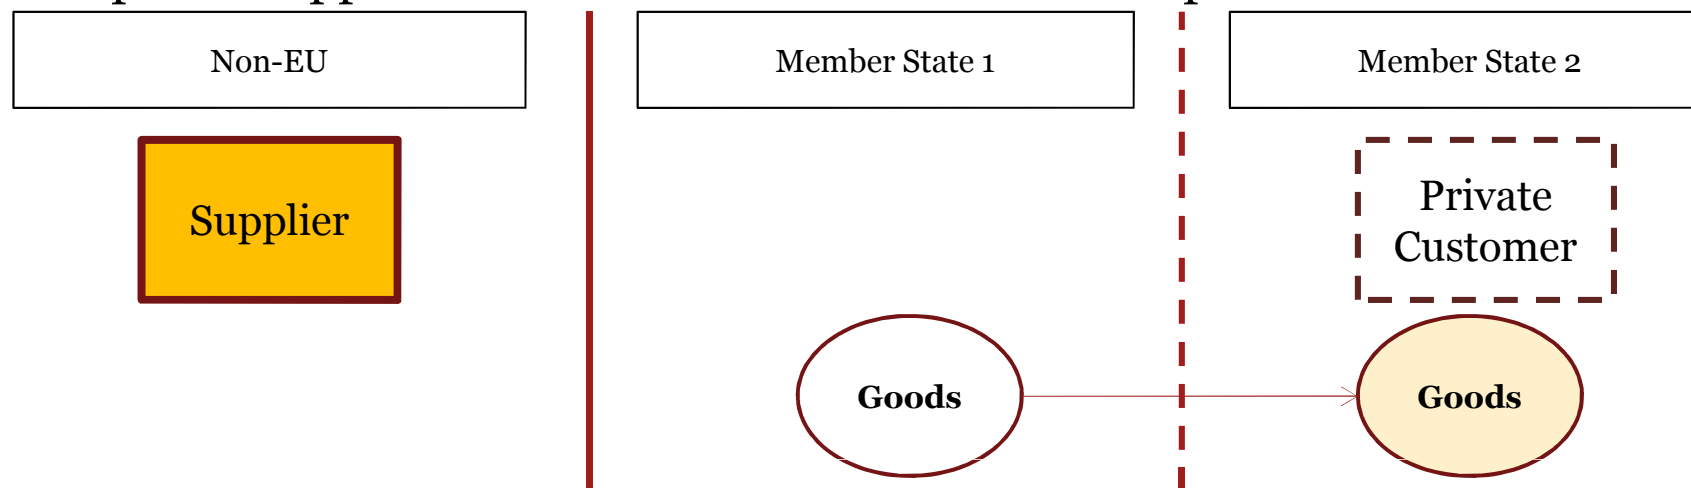 Non-EU
Member State 1
Member State 2
Supplier
Private
Customer
Goods
Goods